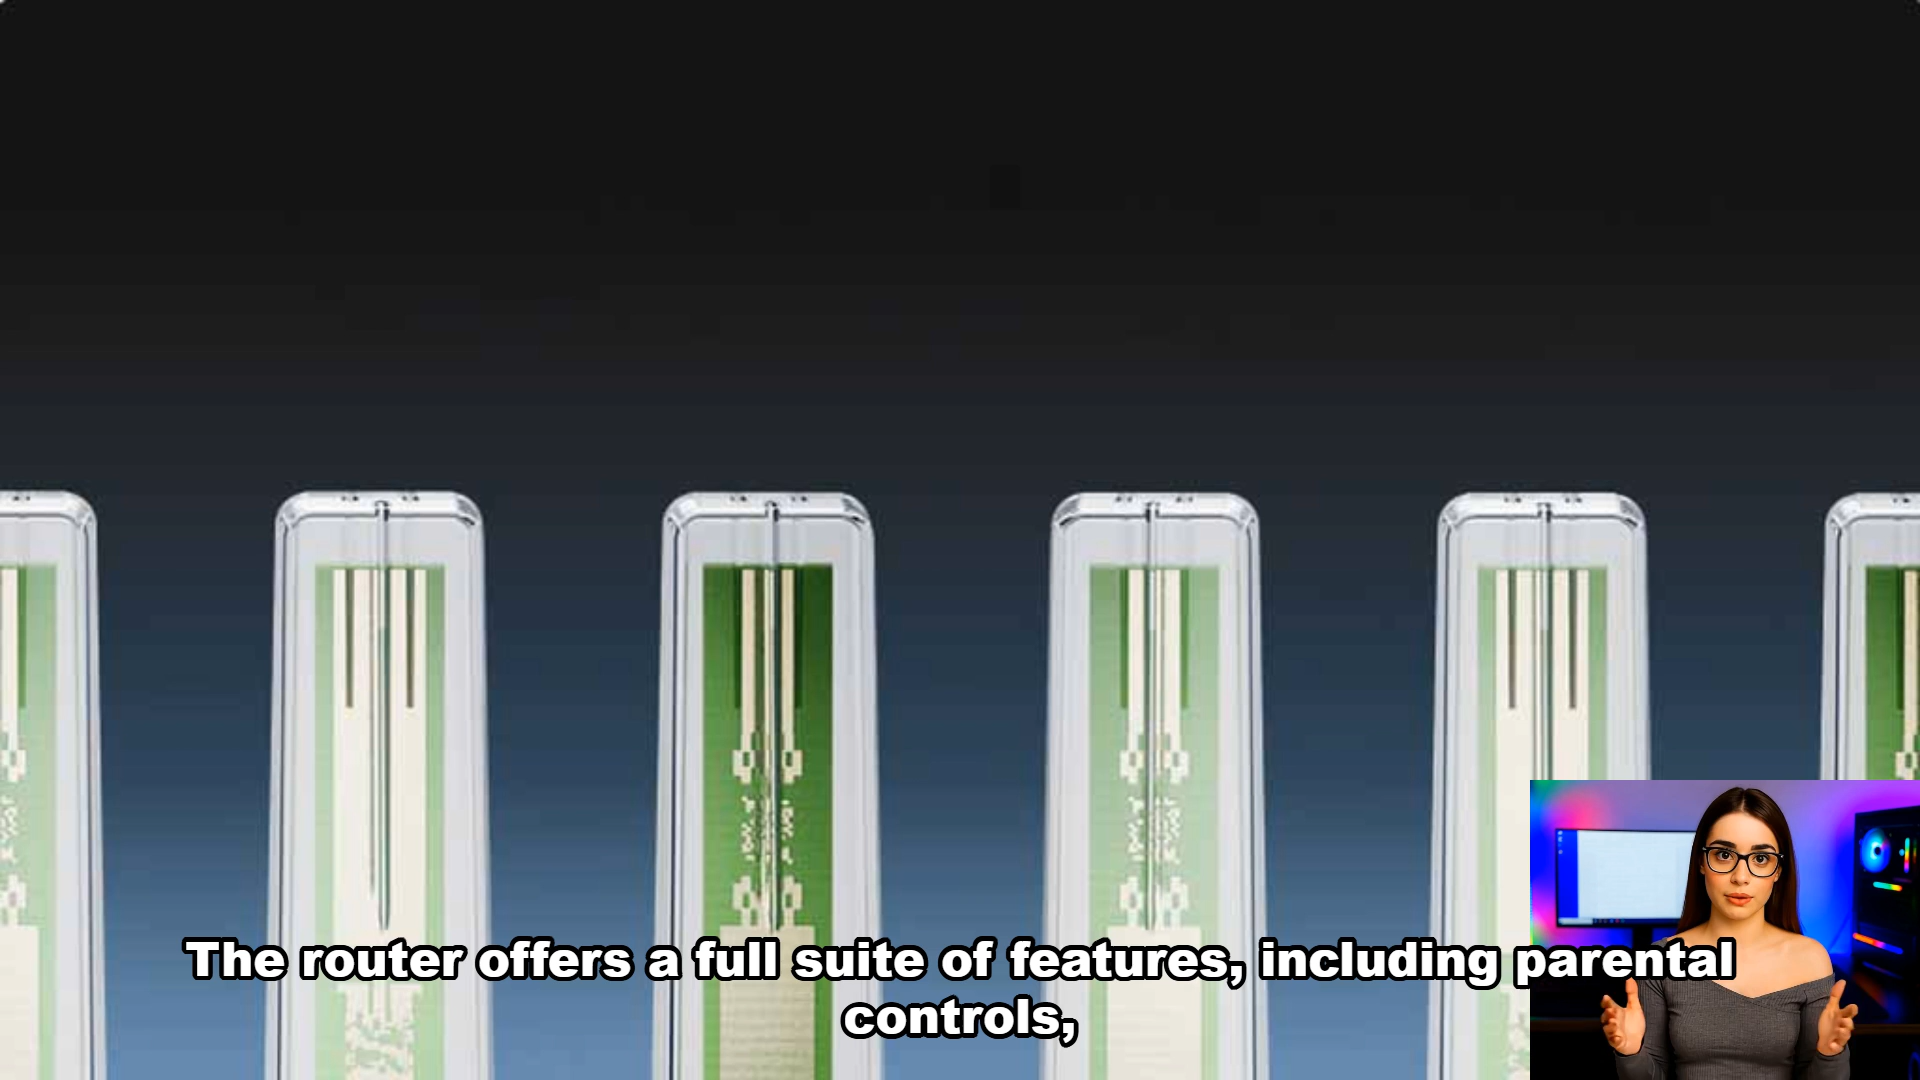 The router offers a full suite of features, including parental
controls,